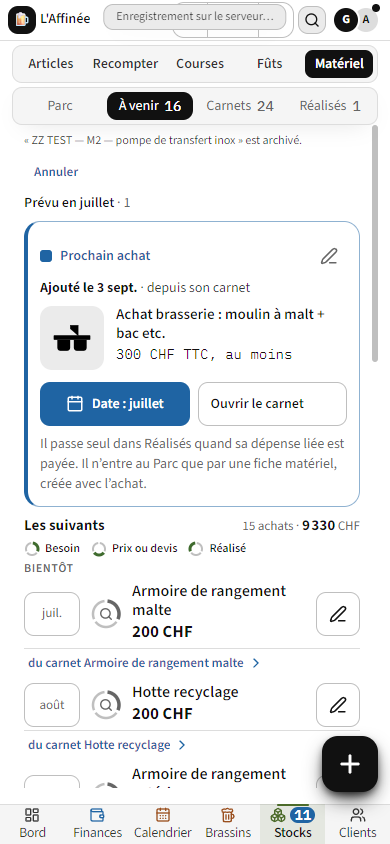 L'Affinée
Enregistrement sur le serveur…
G
A
Articles
Recompter
Courses
Fûts
Matériel
Parc
À venir 16
Carnets 24
Réalisés 1
« ZZ TEST — M2 — pompe de transfert inox » est archivé.
Annuler
Prévu en juillet · 1
Prochain achat
Ajouté le 3 sept. · depuis son carnet
Achat brasserie : moulin à malt +
bac etc.
300 CHF TTC, au moins
Date : juillet
Ouvrir le carnet
Il passe seul dans Réalisés quand sa dépense liée est
payée. Il n’entre au Parc que par une fiche matériel,
créée avec l’achat.
Les suivants
15 achats · 9 330 CHF
Besoin
Prix ou devis
Réalisé
BIENTÔT
juil.
Armoire de rangement
malte
200 CHF
du carnet Armoire de rangement malte
août
Hotte recyclage
200 CHF
du carnet Hotte recyclage
Armoire de rangement
Bord
Finances
Calendrier
Brassins
11
Stocks
Clients